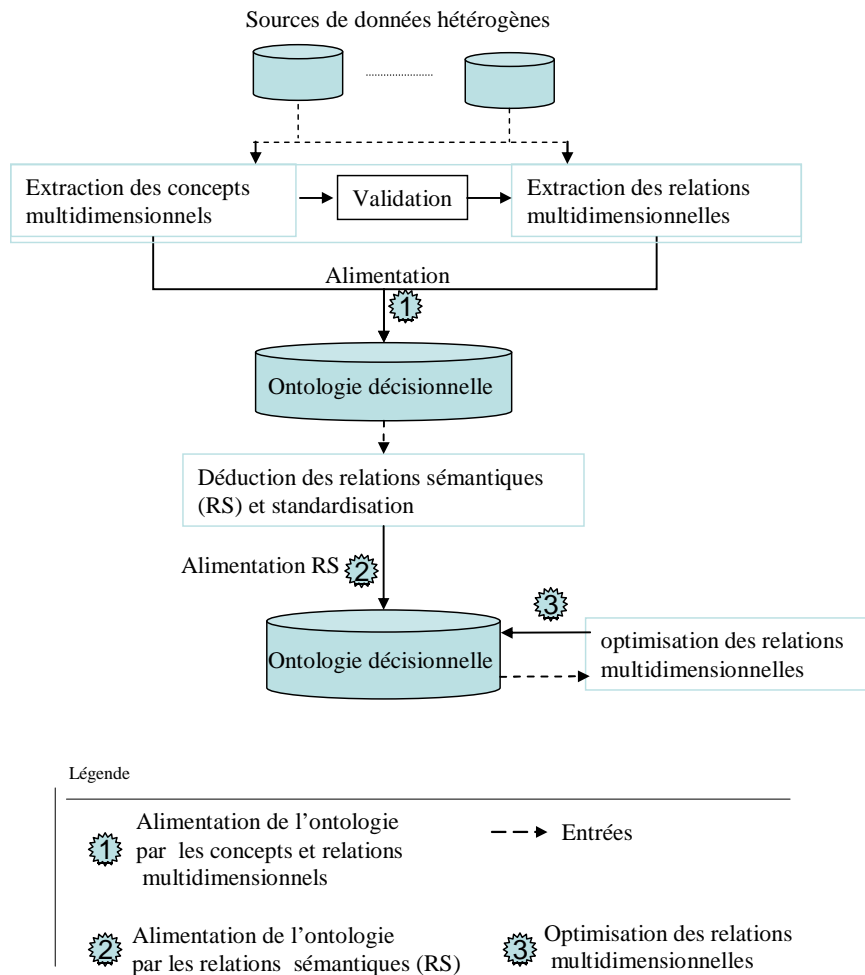 Sources de données hétérogènes
Extraction des concepts
multidimensionnels
Validation
Extraction des relations
multidimensionnelles
Alimentation
1
Ontologie décisionnelle
Déduction des relations sémantiques
(RS) et standardisation
Alimentation RS
2
3
Ontologie décisionnelle
optimisation des relations
multidimensionnelles
Légende
1
Alimentation de l’ontologie
par les concepts et relations
multidimensionnels
Entrées
2
Alimentation de l’ontologie
par les relations sémantiques (RS)
3
Optimisation des relations
multidimensionnelles